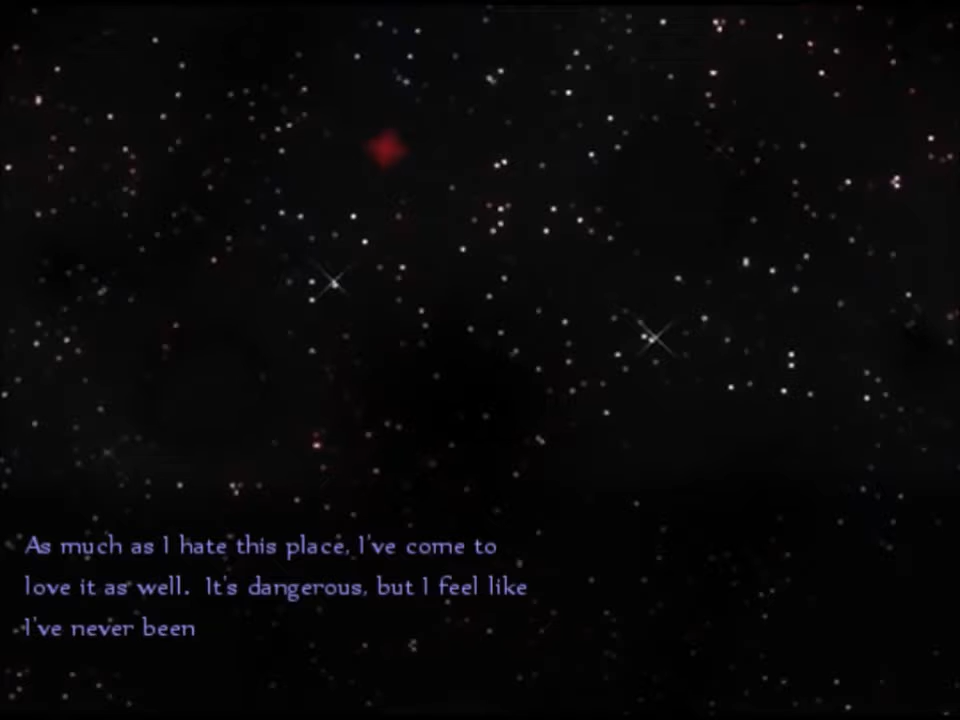 As much as I hate this place, I've come to
love it as well.  It's dangerous, but I feel like
I've never been